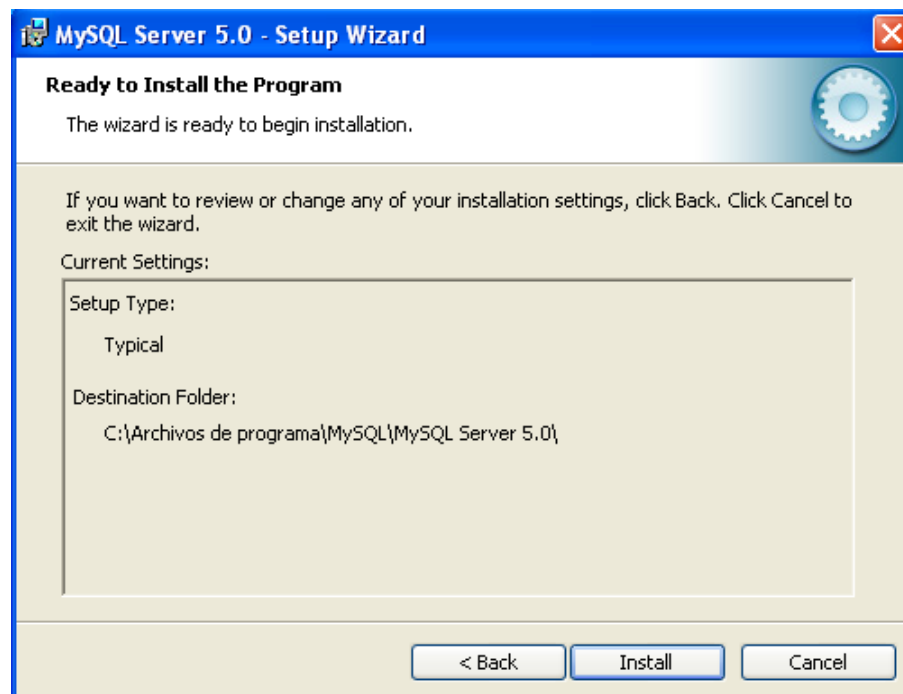 MySQL Server 5.0 - Setup Wizard
Ready to Install the Program
The wizard is ready to begin installation.
If you want to review or change any of your installation settings, click Back. Click Cancel to
exit the wizard.
Current Settings:
Setup Type:
Typical
Destination Folder:
C:\Archivos de programa\MySQL\MySQL Server 5.0\
< Back
Install
Cancel